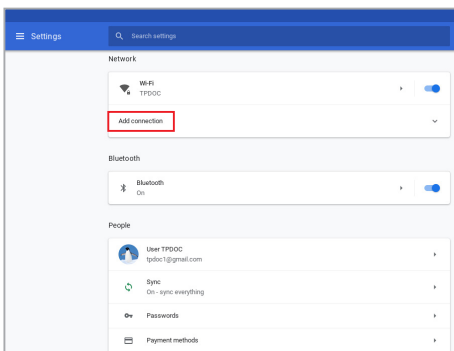 Settings
Search settings
Network
Wi-Fi
TPDOC
Add connection
Bluetooth
Bluetooth
On
People
User TPDOC
tpdoc1@gmail.com
Sync
On - sync everything
Passwords
Payment methods